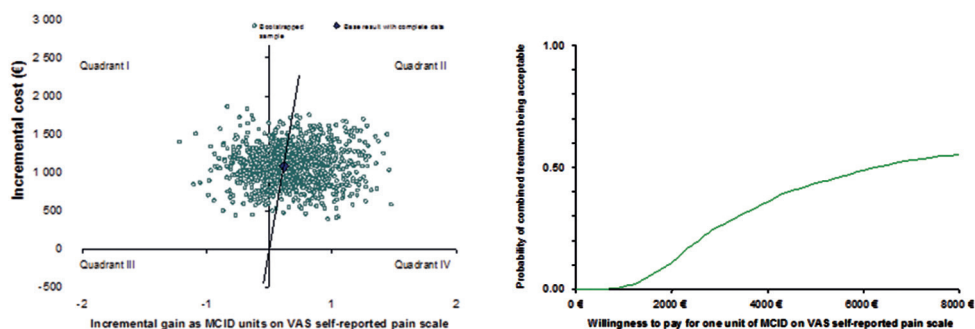 3 000
Bootstrapped sample
Base result with complete data
2 500
Quadrant I
Quadrant II
2 000
1 500
1 000
500
0
Quadrant III
Quadrant IV
-500
-2
-1
1
2
Incremental cost (€)
Incremental gain as MCID units on VAS self-reported pain scale
1.00
0.50
0.00
0 €
2000 €
4000 €
6000 €
8000 €
Probability of combined treatment being acceptable
Willingness to pay for one unit of MCID on VAS self-reported pain scale